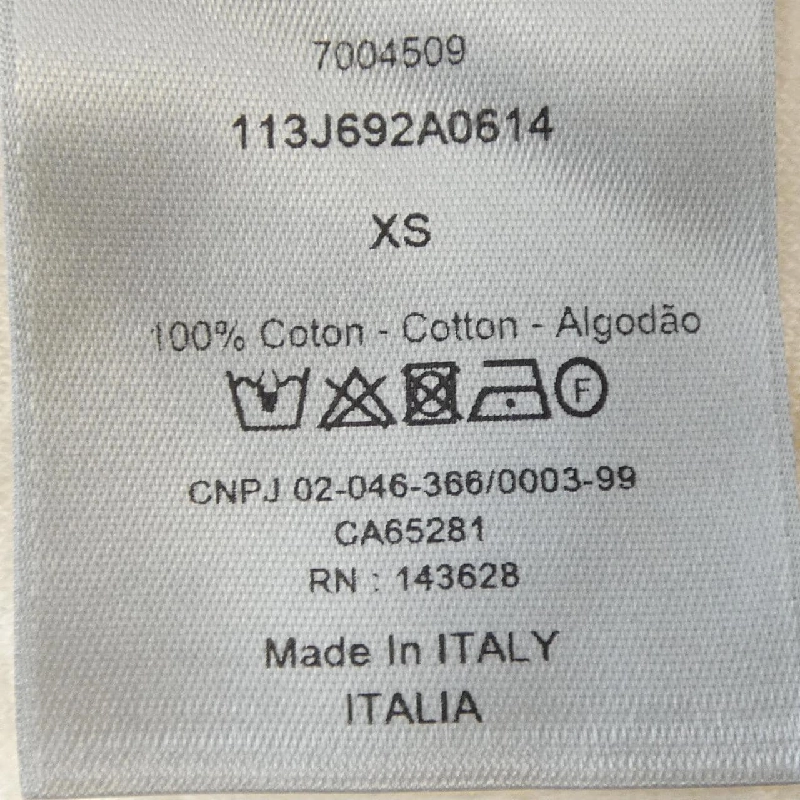 7004509
113J692A0614
XS
100% Coton - Cotton - Algodão
F
CNPJ 02-046-366/0003-99
CA65281
RN : 143628
Made In ITALY
ITALIA